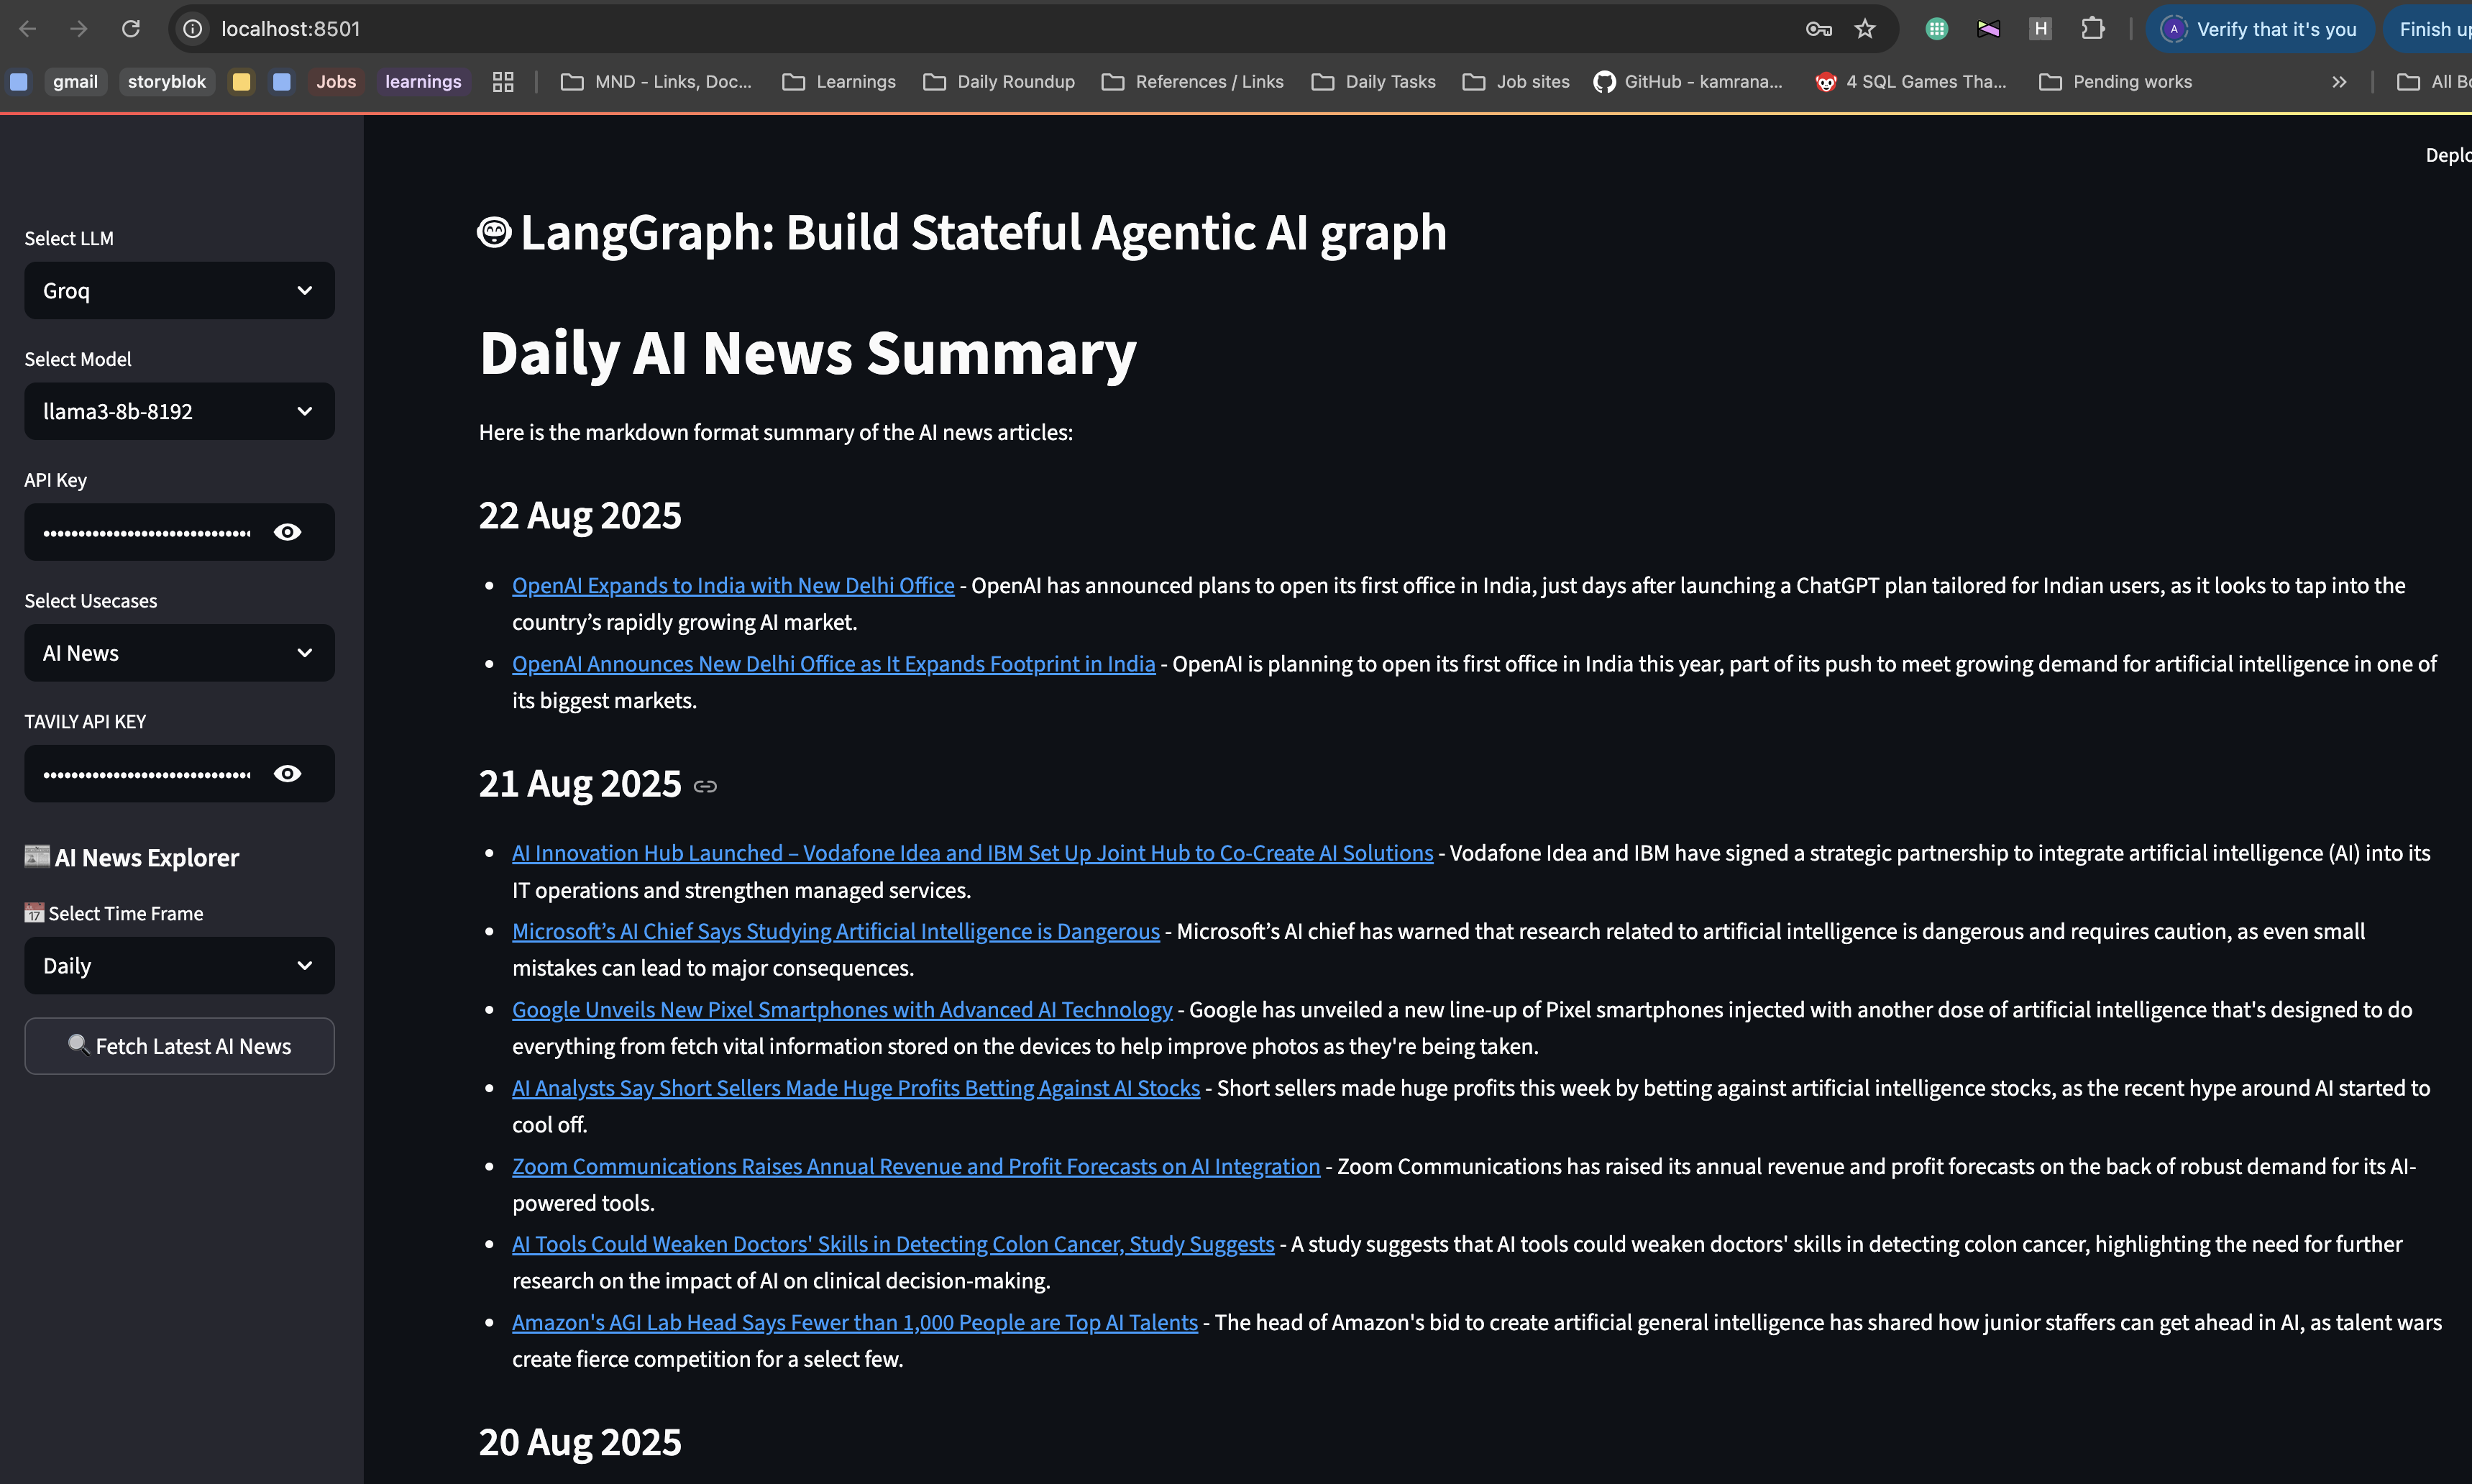 localhost:8501
Verify that it's you
Finish up
gmail
storyblok
Jobs
learnings
MND - Links, Doc...
Learnings
Daily Roundup
References / Links
Daily Tasks
Job sites
GitHub - kamrana...
4 SQL Games Tha...
Pending works
All Bo
Deplo
Select LLM
Groq
Select Model
llama3-8b-8192
API Key
Select Usecases
AI News
TAVILY API KEY
AI News Explorer
17
Select Time Frame
Daily
Fetch Latest AI News
LangGraph: Build Stateful Agentic AI graph
Daily AI News Summary
Here is the markdown format summary of the AI news articles:
22 Aug 2025
OpenAI Expands to India with New Delhi Office - OpenAI has announced plans to open its first office in India, just days after launching a ChatGPT plan tailored for Indian users, as it looks to tap into the
country’s rapidly growing AI market.
OpenAI Announces New Delhi Office as It Expands Footprint in India - OpenAI is planning to open its first office in India this year, part of its push to meet growing demand for artificial intelligence in one of
its biggest markets.
21 Aug 2025
AI Innovation Hub Launched – Vodafone Idea and IBM Set Up Joint Hub to Co-Create AI Solutions - Vodafone Idea and IBM have signed a strategic partnership to integrate artificial intelligence (AI) into its
IT operations and strengthen managed services.
Microsoft’s AI Chief Says Studying Artificial Intelligence is Dangerous - Microsoft’s AI chief has warned that research related to artificial intelligence is dangerous and requires caution, as even small
mistakes can lead to major consequences.
Google Unveils New Pixel Smartphones with Advanced AI Technology - Google has unveiled a new line-up of Pixel smartphones injected with another dose of artificial intelligence that's designed to do
everything from fetch vital information stored on the devices to help improve photos as they're being taken.
AI Analysts Say Short Sellers Made Huge Profits Betting Against AI Stocks - Short sellers made huge profits this week by betting against artificial intelligence stocks, as the recent hype around AI started to
cool off.
Zoom Communications Raises Annual Revenue and Profit Forecasts on AI Integration - Zoom Communications has raised its annual revenue and profit forecasts on the back of robust demand for its AI-
powered tools.
AI Tools Could Weaken Doctors' Skills in Detecting Colon Cancer, Study Suggests - A study suggests that AI tools could weaken doctors' skills in detecting colon cancer, highlighting the need for further
research on the impact of AI on clinical decision-making.
Amazon's AGI Lab Head Says Fewer than 1,000 People are Top AI Talents - The head of Amazon's bid to create artificial general intelligence has shared how junior staffers can get ahead in AI, as talent wars
create fierce competition for a select few.
20 Aug 2025